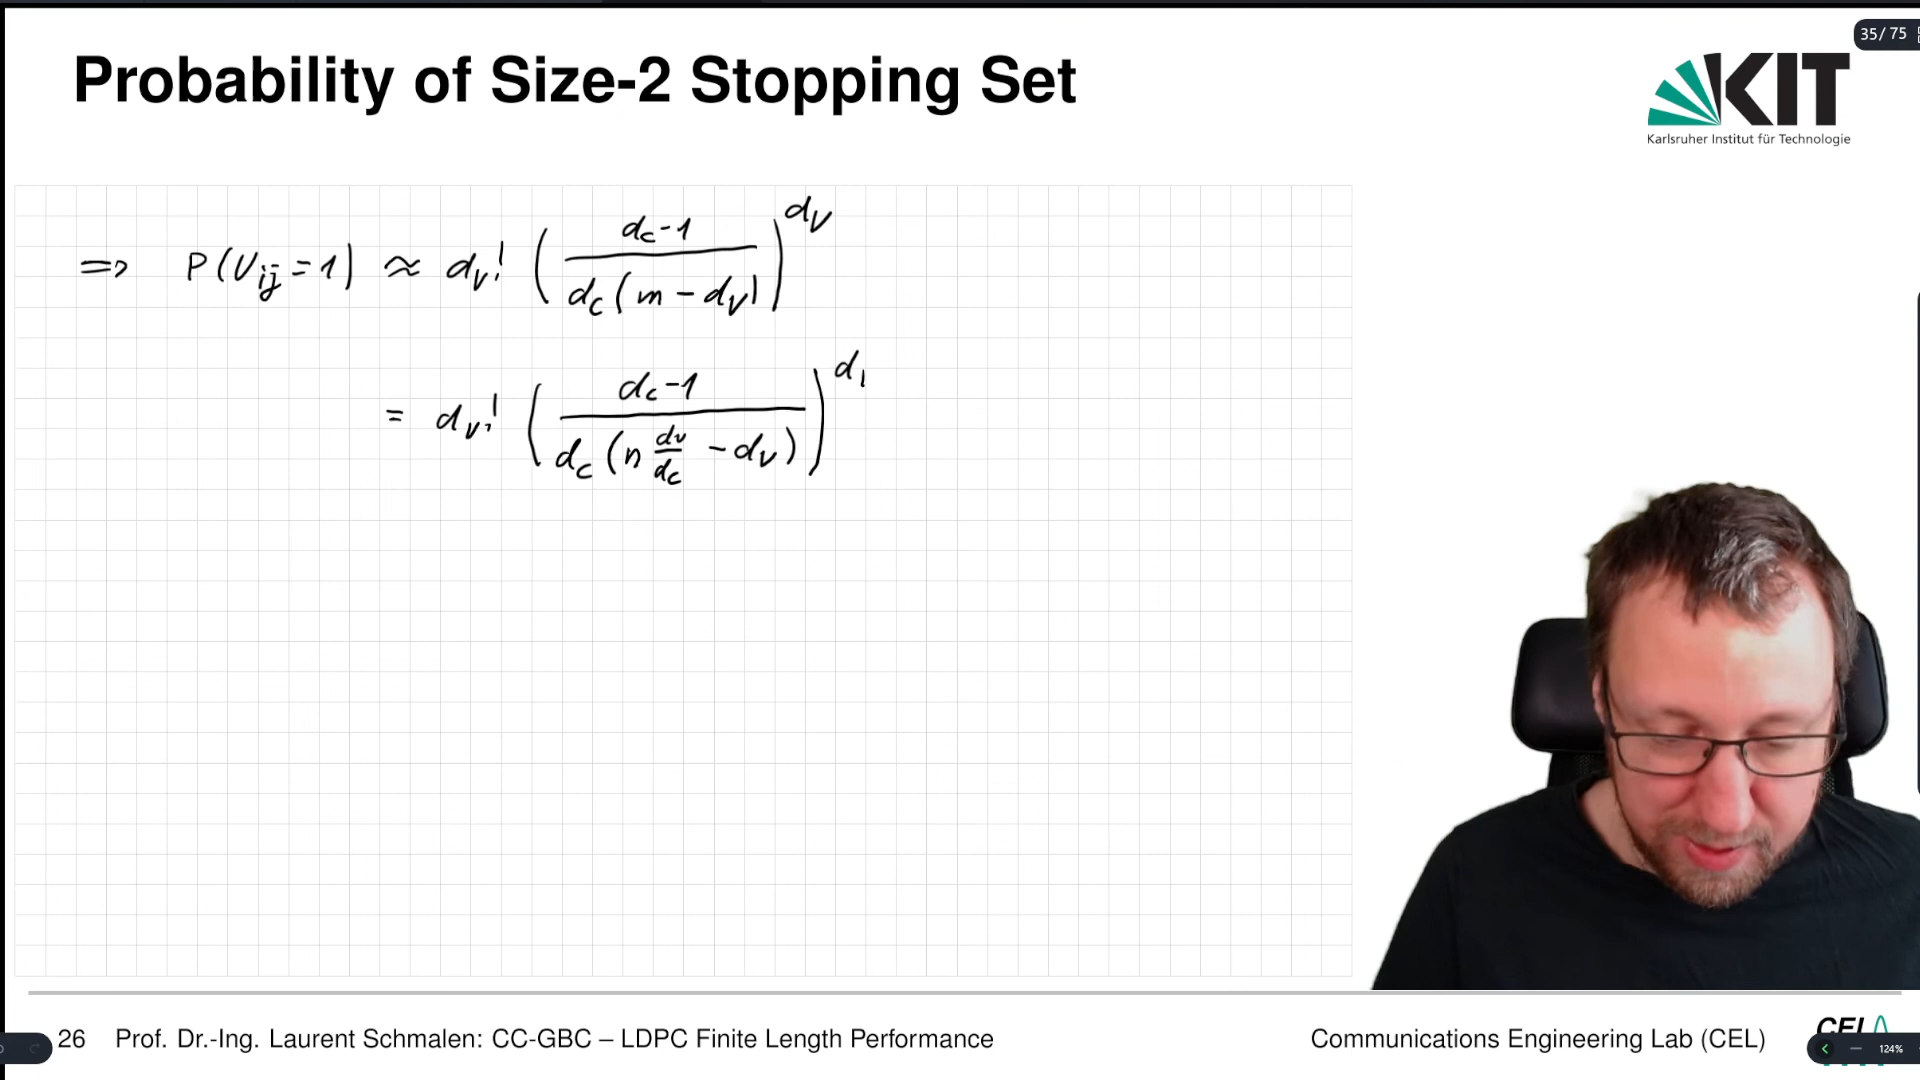 35/ 75
Probability of Size-2 Stopping Set
KIT
Karlsruher Institut für Technologie
⇒ P(U_ij = 1) ≈ d_v! ( (d_c - 1) / (d_c (m - d_v)) )^d_v
= d_v! ( (d_c - 1) / (d_c (n d_v/d_c - d_v)) )^d
26 Prof. Dr.-Ing. Laurent Schmalen: CC-GBC – LDPC Finite Length Performance
Communications Engineering Lab (CEL)
CEL
124%